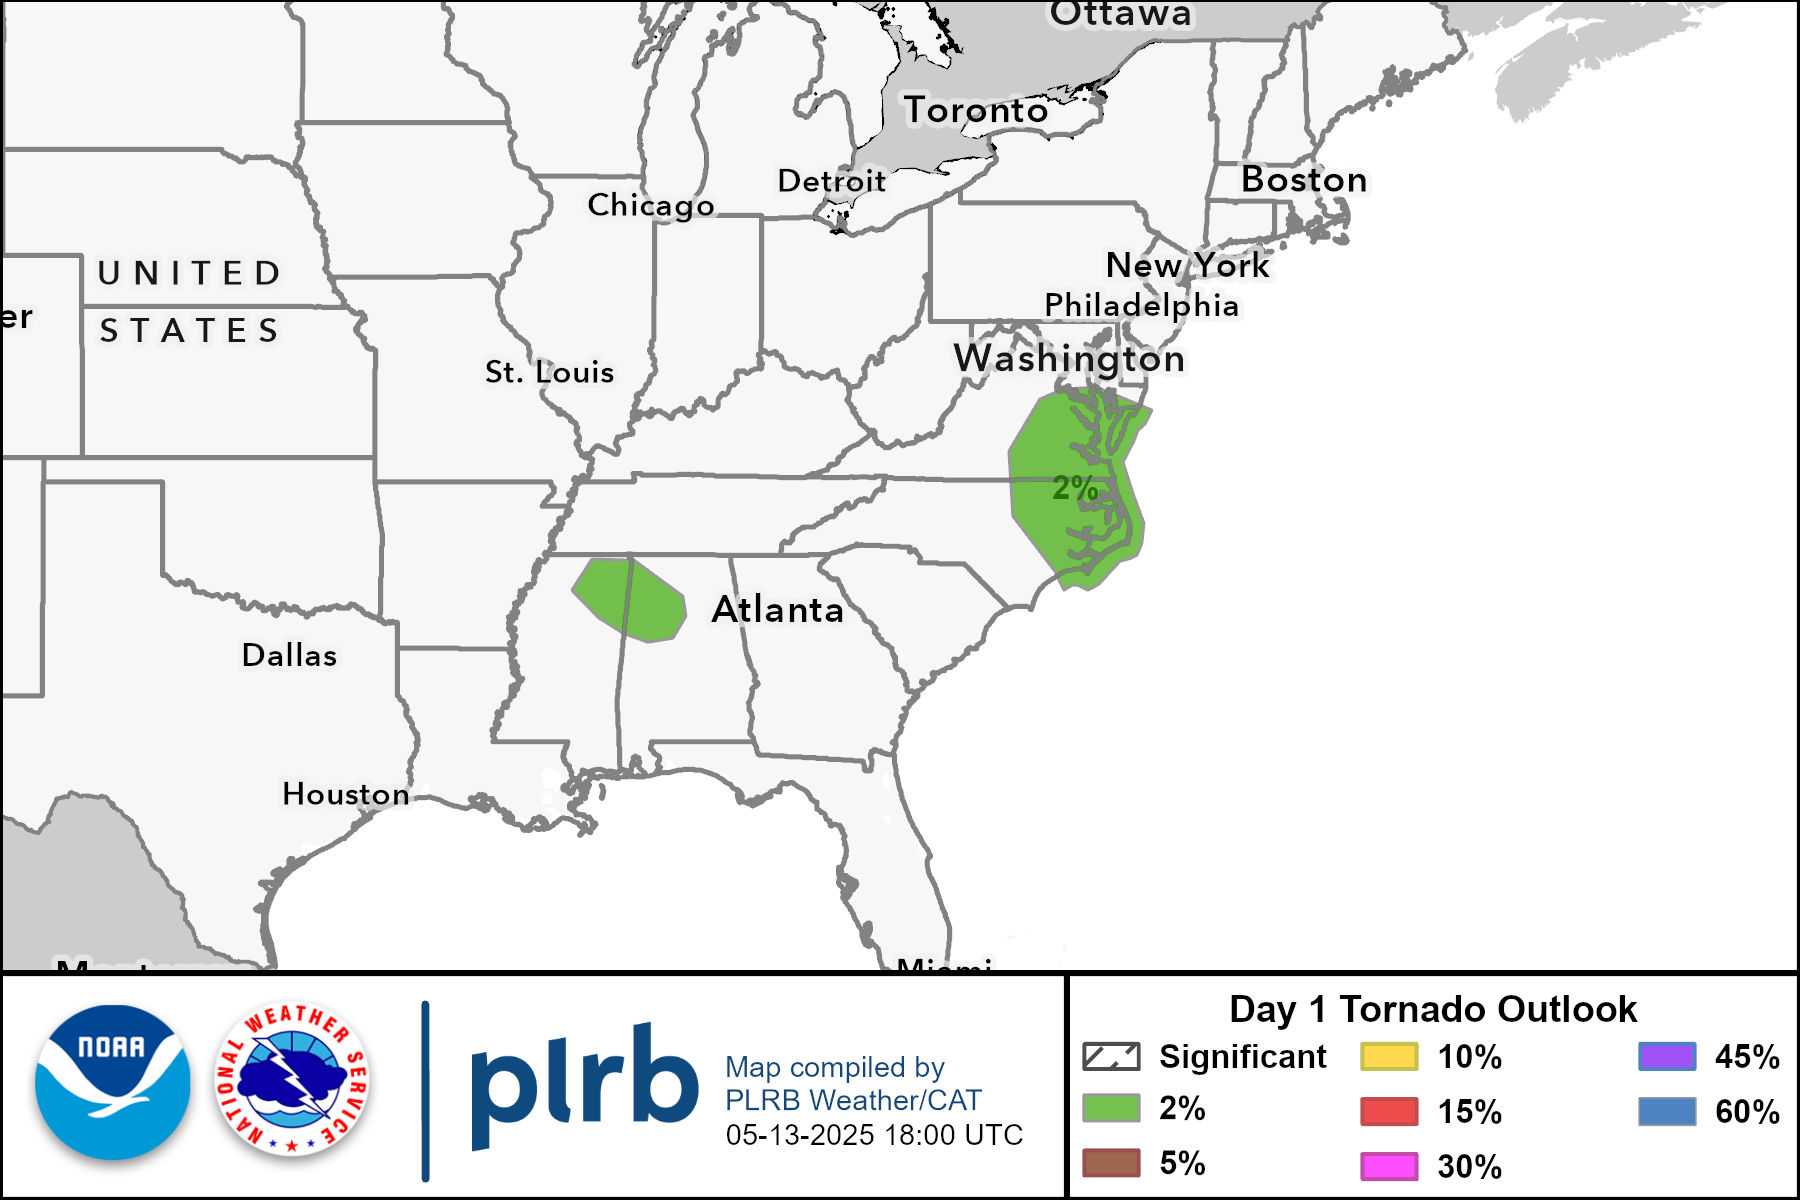 Ottawa
Toronto
Detroit
Boston
Chicago
New York
UNITED
Philadelphia
er
STATES
Washington
St. Louis
2%
Atlanta
Dallas
Houston
Miami
NOAA
NATIONAL WEATHER SERVICE
plrb
Map compiled by
PLRB Weather/CAT
05-13-2025 18:00 UTC
Day 1 Tornado Outlook
Significant
10%
45%
2%
15%
60%
5%
30%